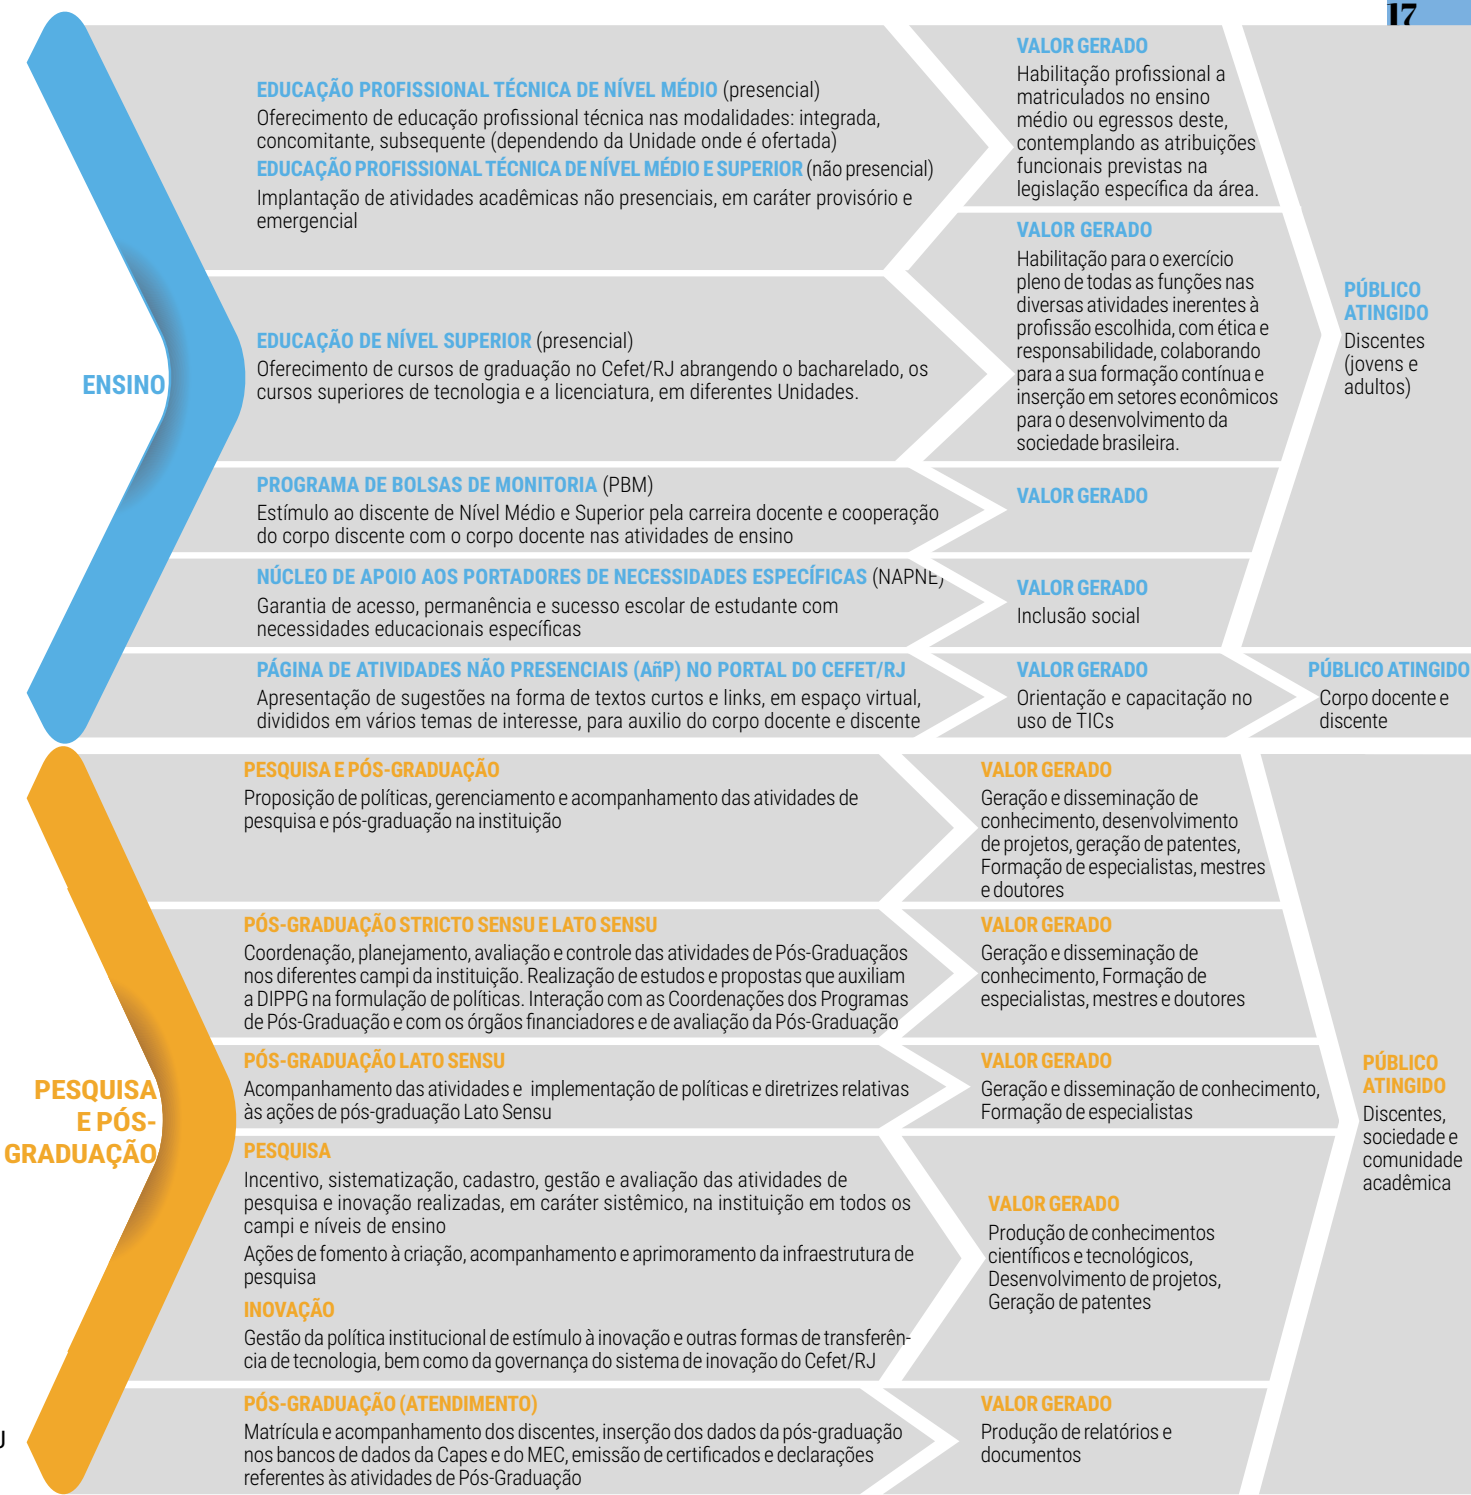 17
ENSINO
EDUCAÇÃO PROFISSIONAL TÉCNICA DE NÍVEL MÉDIO (presencial)
Oferecimento de educação profissional técnica nas modalidades: integrada,
concomitante, subsequente (dependendo da Unidade onde é ofertada)
EDUCAÇÃO PROFISSIONAL TÉCNICA DE NÍVEL MÉDIO E SUPERIOR (não presencial)
Implantação de atividades acadêmicas não presenciais, em caráter provisório e
emergencial
VALOR GERADO
Habilitação profissional a
matriculados no ensino
médio ou egressos deste,
contemplando as atribuições
funcionais previstas na
legislação específica da área.
EDUCAÇÃO DE NÍVEL SUPERIOR (presencial)
Oferecimento de cursos de graduação no Cefet/RJ abrangendo o bacharelado, os
cursos superiores de tecnologia e a licenciatura, em diferentes Unidades.
VALOR GERADO
Habilitação para o exercício
pleno de todas as funções nas
diversas atividades inerentes à
profissão escolhida, com ética e
responsabilidade, colaborando
para a sua formação contínua e
inserção em setores econômicos
para o desenvolvimento da
sociedade brasileira.
PROGRAMA DE BOLSAS DE MONITORIA (PBM)
Estímulo ao discente de Nível Médio e Superior pela carreira docente e cooperação
do corpo discente com o corpo docente nas atividades de ensino
VALOR GERADO
NÚCLEO DE APOIO AOS PORTADORES DE NECESSIDADES ESPECÍFICAS (NAPNE)
Garantia de acesso, permanência e sucesso escolar de estudante com
necessidades educacionais específicas
VALOR GERADO
Inclusão social
PÚBLICO
ATINGIDO
Discentes
(jovens e
adultos)
PÁGINA DE ATIVIDADES NÃO PRESENCIAIS (AñP) NO PORTAL DO CEFET/RJ
Apresentação de sugestões na forma de textos curtos e links, em espaço virtual,
divididos em vários temas de interesse, para auxilio do corpo docente e discente
VALOR GERADO
Orientação e capacitação no
uso de TICs
PÚBLICO ATINGIDO
Corpo docente e
discente
PESQUISA
E PÓS-
GRADUAÇÃO
PESQUISA E PÓS-GRADUAÇÃO
Proposição de políticas, gerenciamento e acompanhamento das atividades de
pesquisa e pós-graduação na instituição
VALOR GERADO
Geração e disseminação de
conhecimento, desenvolvimento
de projetos, geração de patentes,
Formação de especialistas, mestres
e doutores
PÓS-GRADUAÇÃO STRICTO SENSU E LATO SENSU
Coordenação, planejamento, avaliação e controle das atividades de Pós-Graduaçãos
nos diferentes campi da instituição. Realização de estudos e propostas que auxiliam
a DIPPG na formulação de políticas. Interação com as Coordenações dos Programas
de Pós-Graduação e com os órgãos financiadores e de avaliação da Pós-Graduação
VALOR GERADO
Geração e disseminação de
conhecimento, Formação de
especialistas, mestres e doutores
PÓS-GRADUAÇÃO LATO SENSU
Acompanhamento das atividades e implementação de políticas e diretrizes relativas
às ações de pós-graduação Lato Sensu
VALOR GERADO
Geração e disseminação de conhecimento,
Formação de especialistas
PESQUISA
Incentivo, sistematização, cadastro, gestão e avaliação das atividades de
pesquisa e inovação realizadas, em caráter sistêmico, na instituição em todos os
campi e níveis de ensino
Ações de fomento à criação, acompanhamento e aprimoramento da infraestrutura de
pesquisa
INOVAÇÃO
Gestão da política institucional de estímulo à inovação e outras formas de transferên-
cia de tecnologia, bem como da governança do sistema de inovação do Cefet/RJ
VALOR GERADO
Produção de conhecimentos
científicos e tecnológicos,
Desenvolvimento de projetos,
Geração de patentes
PÓS-GRADUAÇÃO (ATENDIMENTO)
Matrícula e acompanhamento dos discentes, inserção dos dados da pós-graduação
nos bancos de dados da Capes e do MEC, emissão de certificados e declarações
referentes às atividades de Pós-Graduação
VALOR GERADO
Produção de relatórios e
documentos
PÚBLICO
ATINGIDO
Discentes,
sociedade e
comunidade
acadêmica